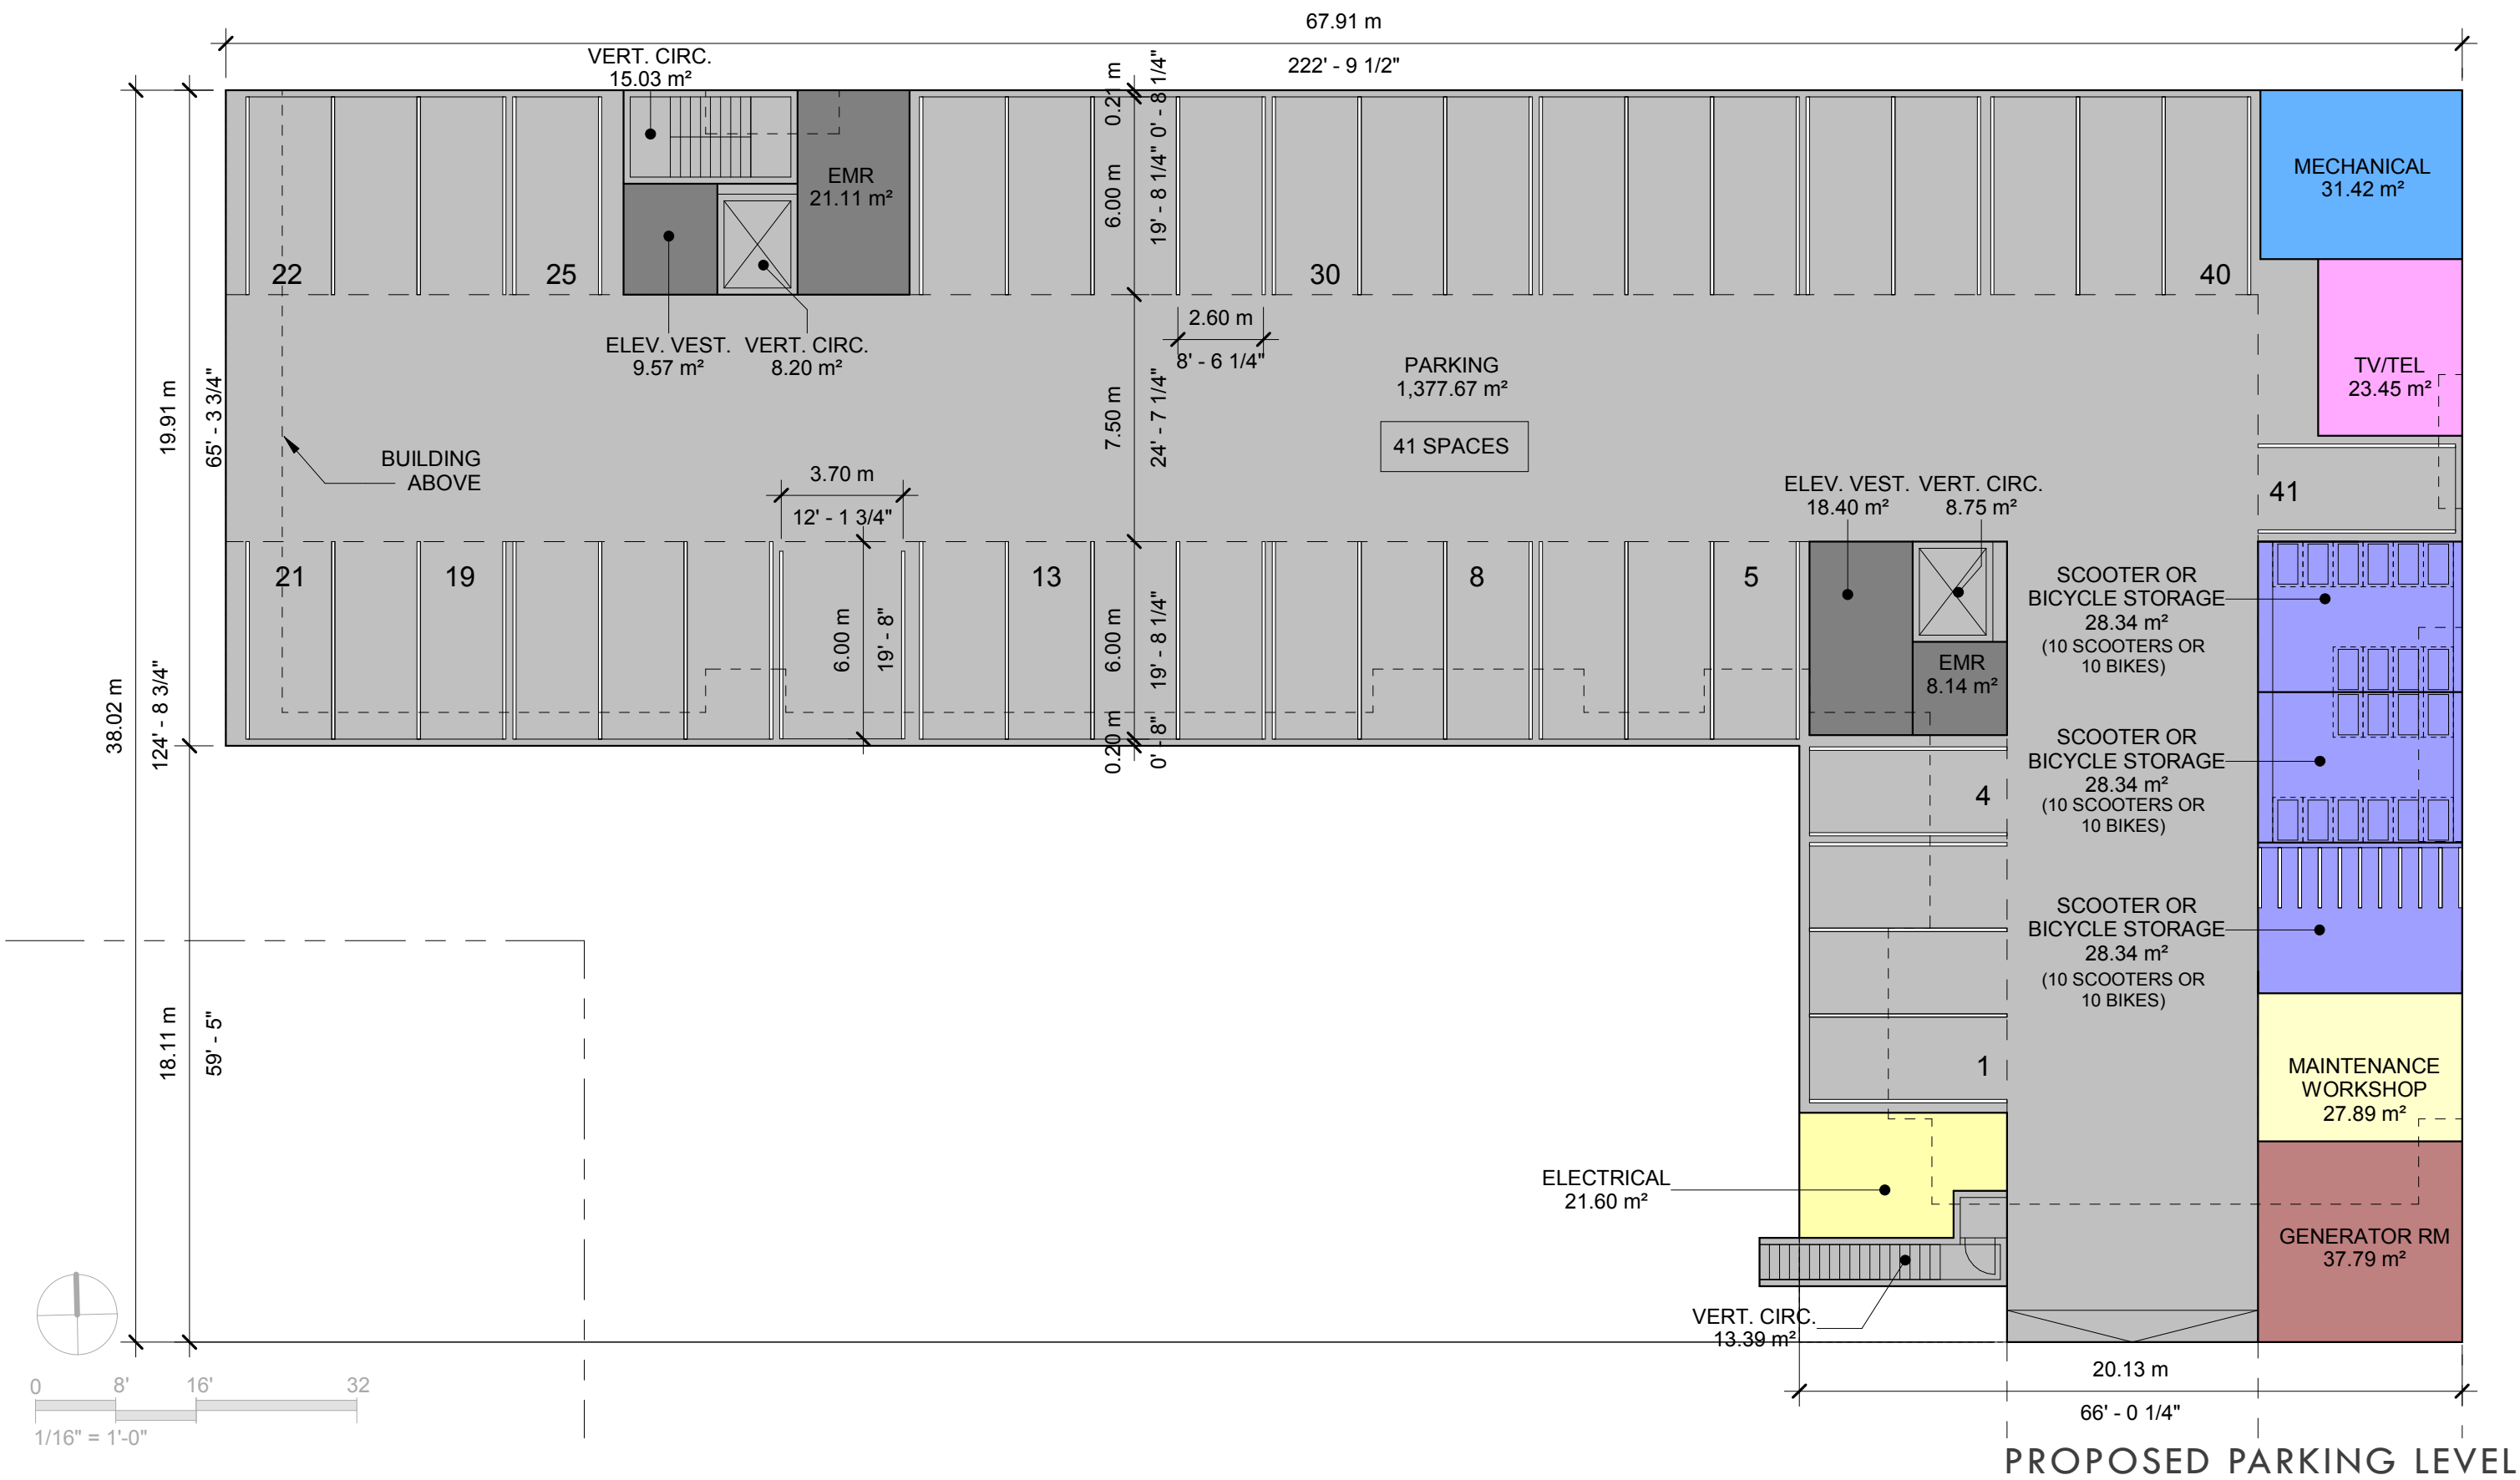 67.91 m
222' - 9 1/2"
VERT. CIRC.
15.03 m²
0.21 m
0' - 8 1/4"
EMR
21.11 m²
6.00 m
19' - 8 1/4"
MECHANICAL
31.42 m²
22
25
30
40
2.60 m
8' - 6 1/4"
ELEV. VEST.
9.57 m²
VERT. CIRC.
8.20 m²
PARKING
1,377.67 m²
41 SPACES
TV/TEL
23.45 m²
19.91 m
65' - 3 3/4"
7.50 m
24' - 7 1/4"
BUILDING
ABOVE
3.70 m
12' - 1 3/4"
ELEV. VEST.
18.40 m²
VERT. CIRC.
8.75 m²
41
21
19
13
8
5
6.00 m
19' - 8"
6.00 m
19' - 8 1/4"
SCOOTER OR
BICYCLE STORAGE
28.34 m²
(10 SCOOTERS OR
10 BIKES)
EMR
8.14 m²
38.02 m
124' - 8 3/4"
0.20 m
0' - 8"
SCOOTER OR
BICYCLE STORAGE
28.34 m²
(10 SCOOTERS OR
10 BIKES)
4
SCOOTER OR
BICYCLE STORAGE
28.34 m²
(10 SCOOTERS OR
10 BIKES)
18.11 m
59' - 5"
1
MAINTENANCE
WORKSHOP
27.89 m²
ELECTRICAL
21.60 m²
GENERATOR RM
37.79 m²
VERT. CIRC.
13.39 m²
20.13 m
66' - 0 1/4"
0 8' 16' 32
1/16" = 1'-0"
PROPOSED PARKING LEVEL